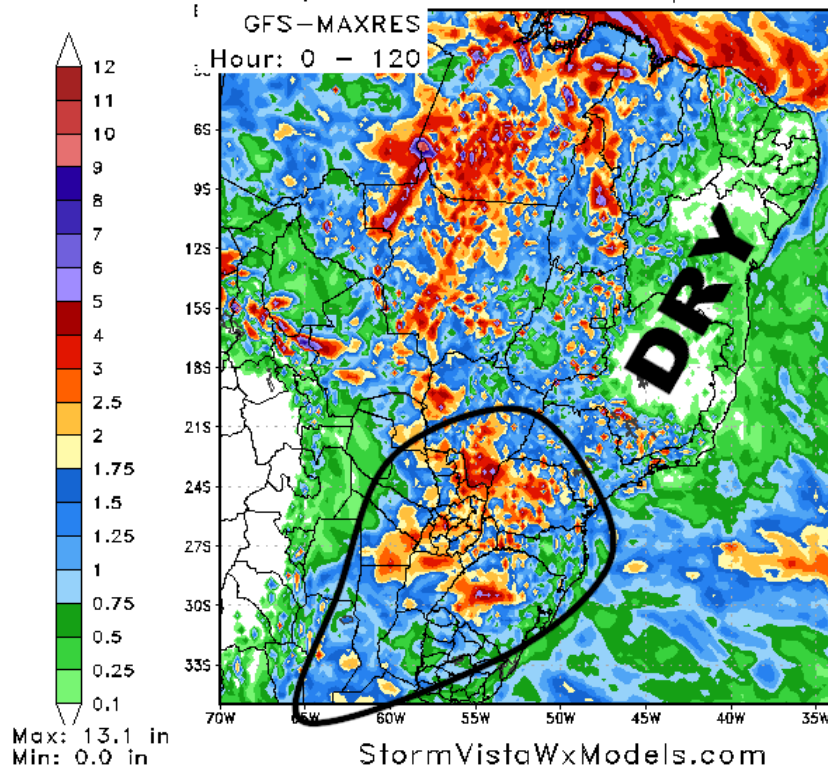 GFS-MAXRES
Hour: 0 - 120
12
11
10
9
8
7
6
5
4
3
2.5
2
1.75
1.5
1.25
1
0.75
0.5
0.25
0.1
6S
9S
12S
15S
18S
21S
24S
27S
30S
33S
DRY
70W
65W
60W
55W
50W
45W
40W
35W
Max: 13.1 in
Min: 0.0 in
StormVistaWxModels.com